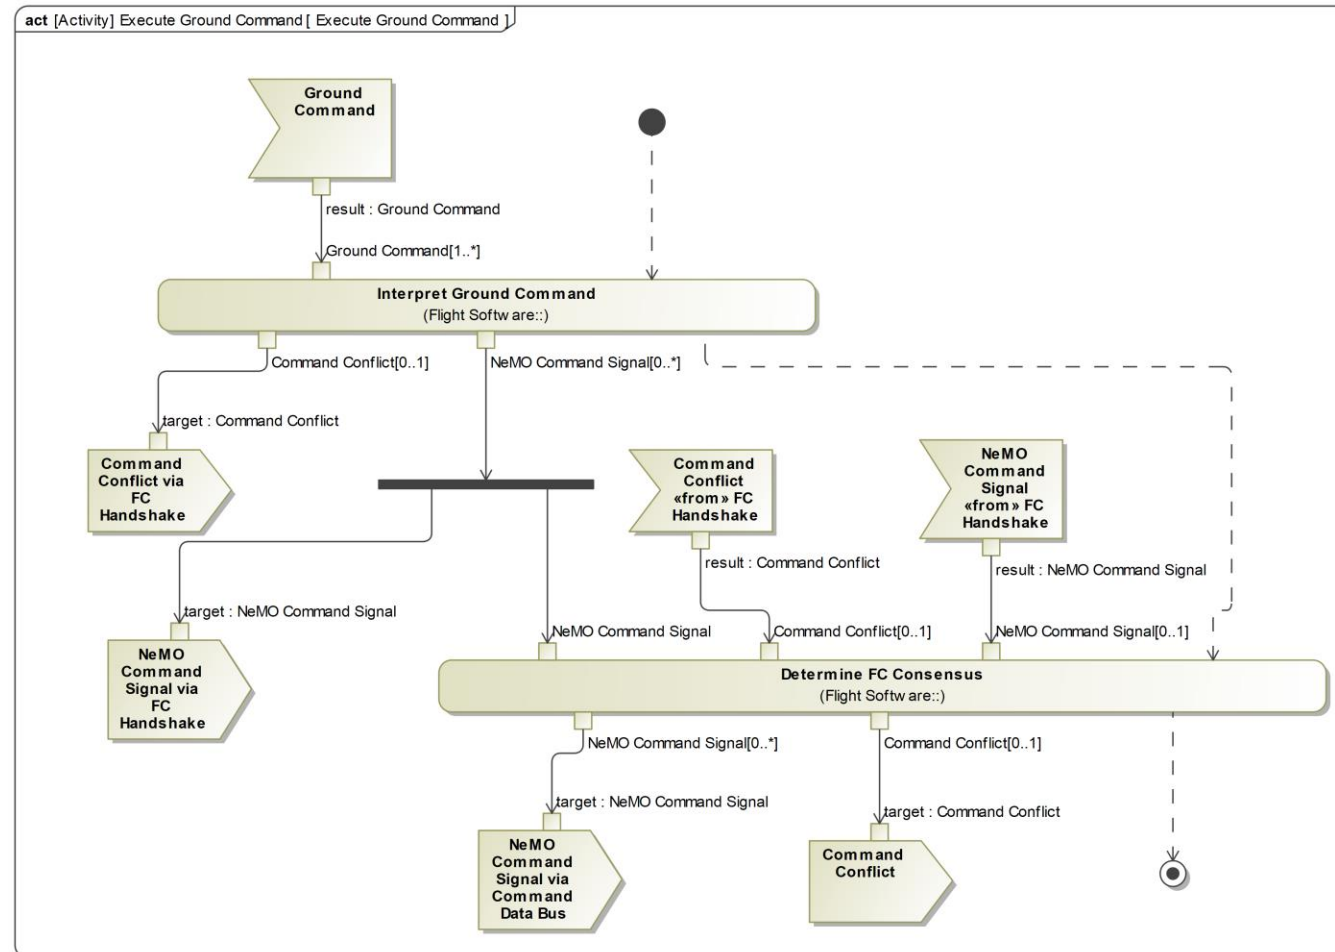 act [Activity] Execute Ground Command [ Execute Ground Command ]
Ground
Command
result : Ground Command
Ground Command[1..*]
Interpret Ground Command
(Flight Software::)
Command Conflict[0..1]
NeMO Command Signal[0..*]
target : Command Conflict
Command
Conflict via
FC
Handshake
Command
Conflict
«from» FC
Handshake
NeMO
Command
Signal
«from» FC
Handshake
result : Command Conflict
result : NeMO Command Signal
target : NeMO Command Signal
NeMO
Command
Signal via
FC
Handshake
NeMO Command Signal
Command Conflict[0..1]
NeMO Command Signal[0..1]
Determine FC Consensus
(Flight Software::)
NeMO Command Signal[0..*]
Command Conflict[0..1]
target : NeMO Command Signal
target : Command Conflict
NeMO
Command
Signal via
Command
Data Bus
Command
Conflict